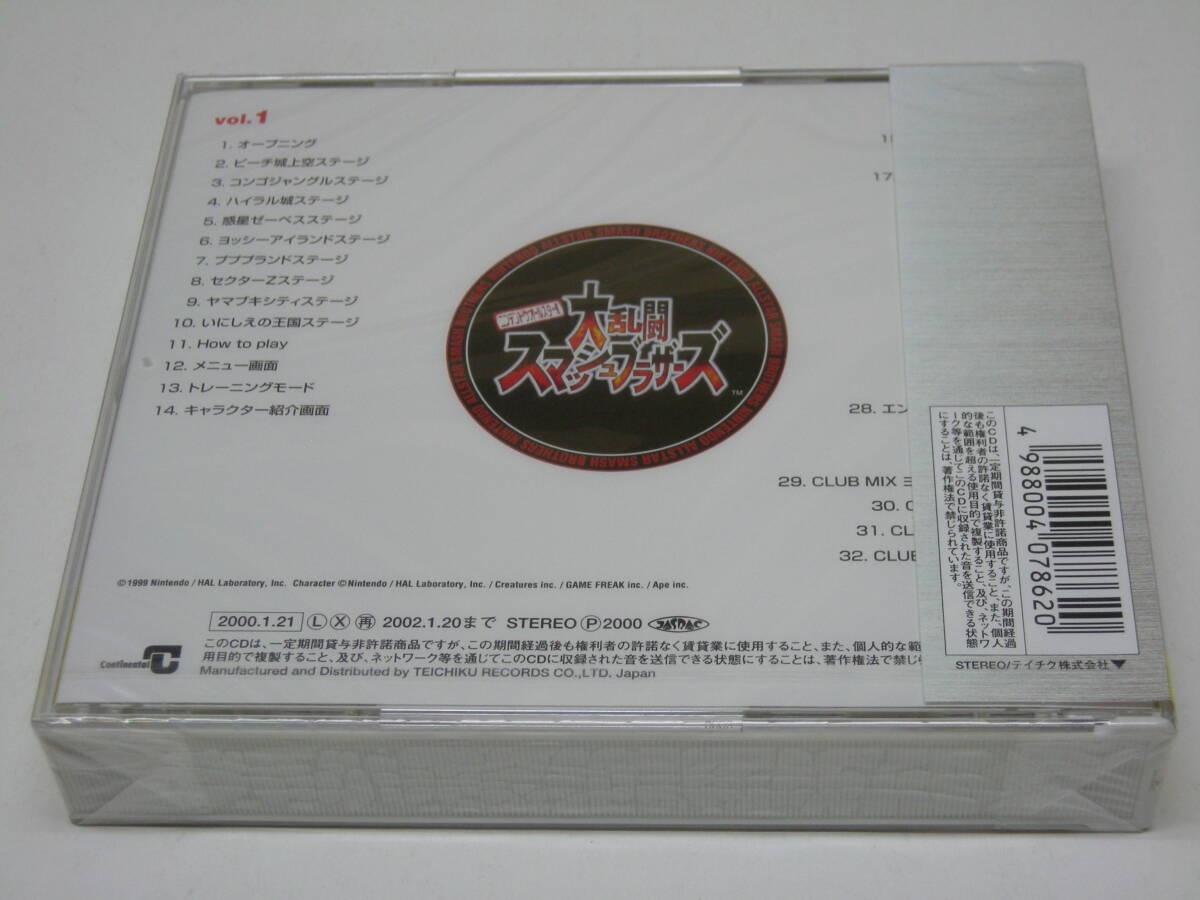 vol.1
1. オープニング
2. ピーチ城上空ステージ
3. コンゴジャングルステージ
4. ハイラル城ステージ
5. 惑星ゼーベスステージ
6. ヨッシーアイランドステージ
7. プププランドステージ
8. セクターZステージ
9. ヤマブキシティステージ
10. いにしえの王国ステージ
11. How to play
12. メニュー画面
13. トレーニングモード
14. キャラクター紹介画面
17
28. エン
29. CLUB MIX ヨ
30. C
31. CL
32. CLUB
NINTENDO ALLSTAR SMASH BROTHERS NINTENDO ALLSTAR SMASH BROTHERS NINTENDO ALLSTAR SMASH BROTHERS
ニンテンドウオールスター!
大乱闘
スマッシュブラザーズ
™
©1999 Nintendo / HAL Laboratory, Inc. Character ©Nintendo / HAL Laboratory, Inc. / Creatures inc. / GAME FREAK inc. / Ape inc.
2000.1.21 Ⓛ Ⓧ 再 2002.1.20まで STEREO Ⓟ2000 JASRAC
Continental
このCDは、一定期間貸与非許諾商品ですが、この期間経過後も権利者の許諾なく賃貸業に使用すること、また、個人的な範
用目的で複製すること、及び、ネットワーク等を通じてこのCDに収録された音を送信できる状態にすることは、著作権法で禁じ
Manufactured and Distributed by TEICHIKU RECORDS CO.,LTD. Japan
このCDは、一定期間貸与非許諾商品ですが、この期間経過
後も権利者の許諾なく賃貸業に使用すること、また、個人
的な範囲を超える使用目的で複製すること、及び、ネットワ
ーク等を通じてこのCDに収録された音を送信できる状態
にすることは、著作権法で禁じられています。
4 988004 078620
STEREO/テイチク株式会社▼